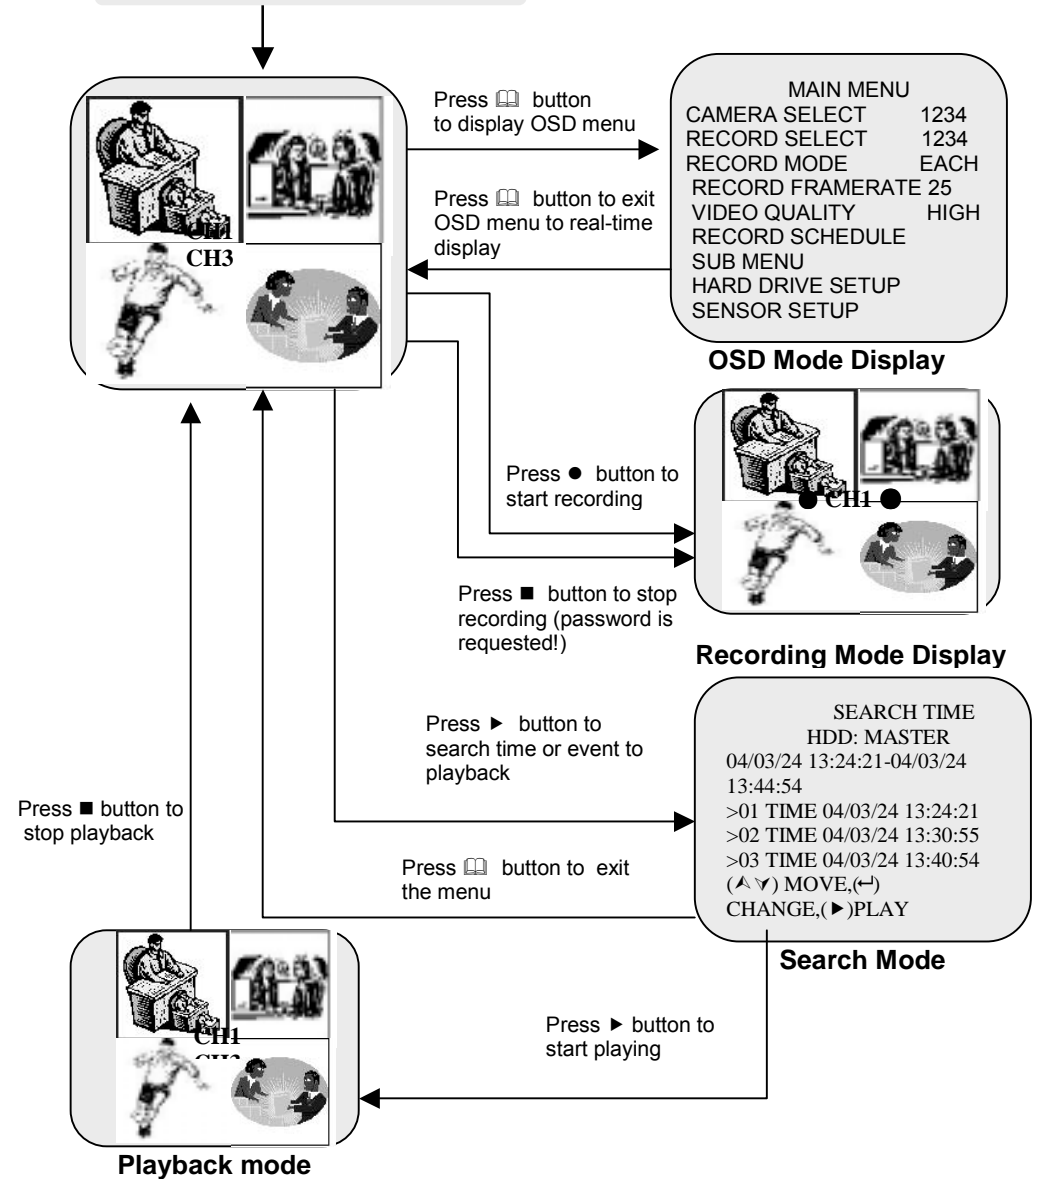 Press 🕮 button
to display OSD menu
Press 🕮 button to exit
OSD menu to real-time
display
CH1
CH3
MAIN MENU
CAMERA SELECT 1234
RECORD SELECT 1234
RECORD MODE EACH
RECORD FRAMERATE 25
VIDEO QUALITY HIGH
RECORD SCHEDULE
SUB MENU
HARD DRIVE SETUP
SENSOR SETUP
OSD Mode Display
Press ● button to
start recording
● CH1 ●
Press ■ button to stop
recording (password is
requested!)
Recording Mode Display
Press ► button to
search time or event to
playback
SEARCH TIME
HDD: MASTER
04/03/24 13:24:21-04/03/24
13:44:54
>01 TIME 04/03/24 13:24:21
>02 TIME 04/03/24 13:30:55
>03 TIME 04/03/24 13:40:54
(⮝⮟) MOVE,(↵)
CHANGE,(►)PLAY
Search Mode
Press ■ button to
stop playback
Press 🕮 button to exit
the menu
CH1
CH3
Press ► button to
start playing
Playback mode